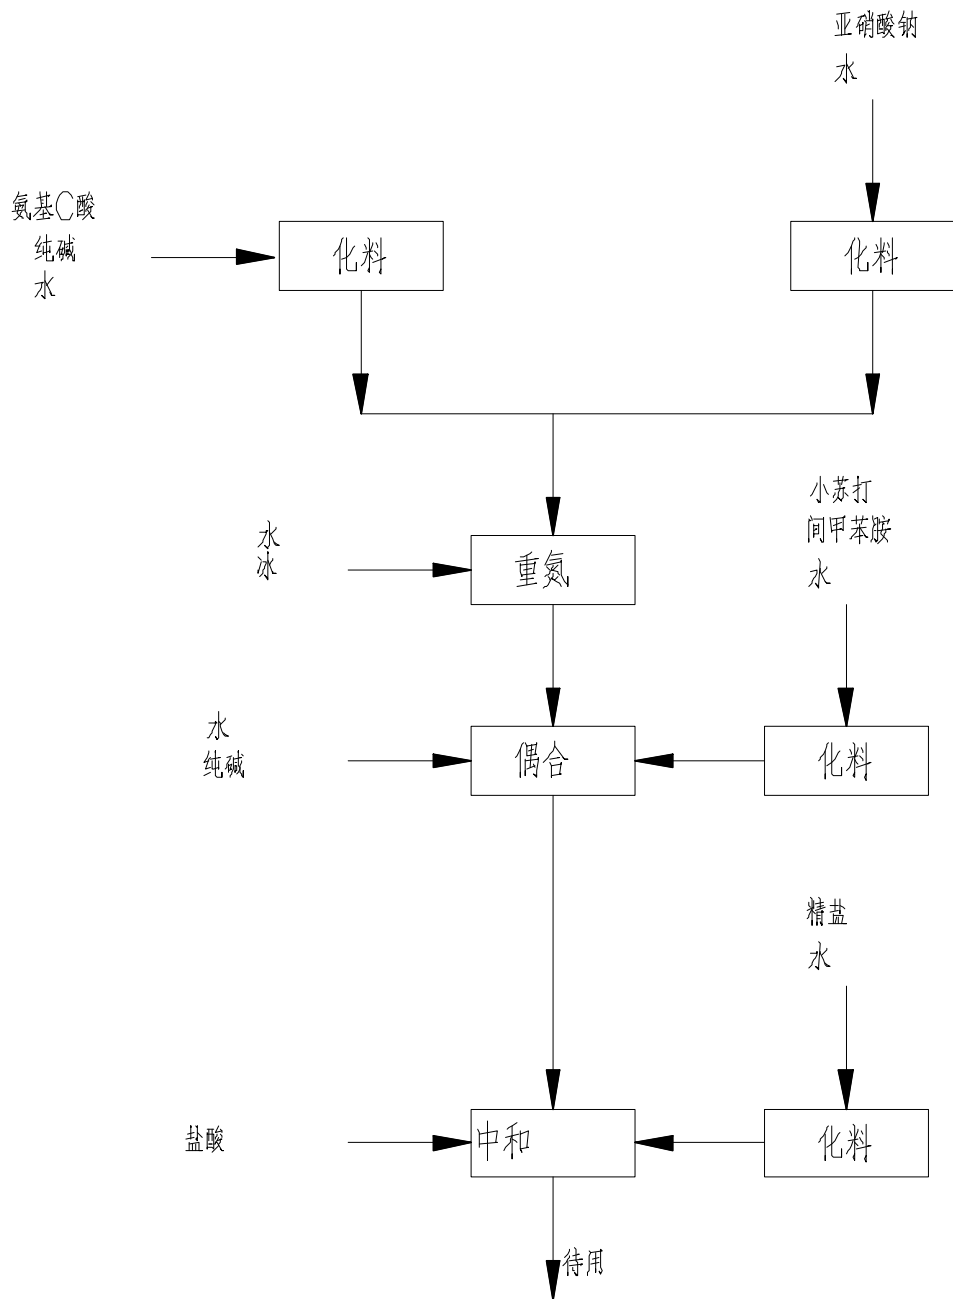 亚硝酸钠
水
氨基C酸
纯碱
水
化料
化料
小苏打
间甲苯胺
水
水
冰
重氮
水
纯碱
偶合
化料
精盐
水
盐酸
中和
化料
待用